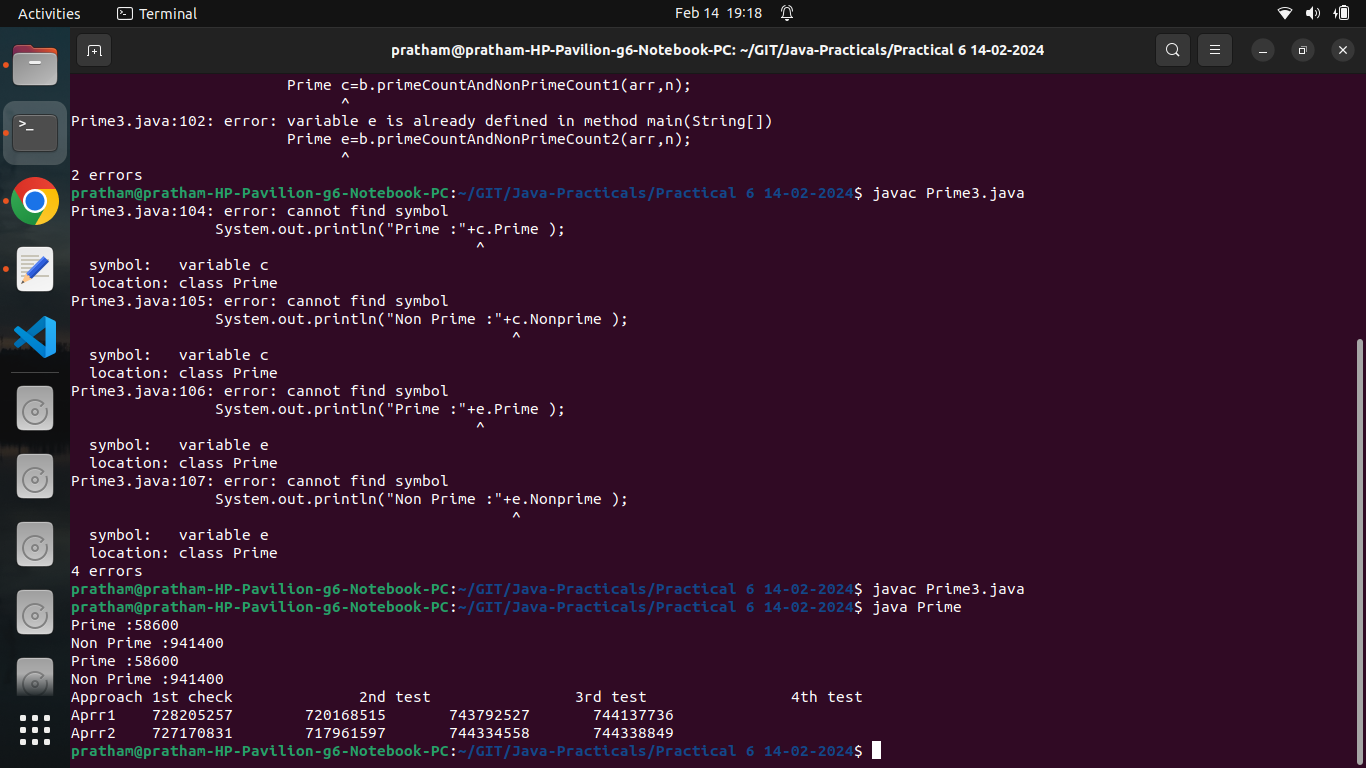 Activities Terminal Feb 14 19:18
pratham@pratham-HP-Pavilion-g6-Notebook-PC: ~/GIT/Java-Practicals/Practical 6 14-02-2024
                        Prime c=b.primeCountAndNonPrimeCount1(arr,n);
                              ^
Prime3.java:102: error: variable e is already defined in method main(String[])
                        Prime e=b.primeCountAndNonPrimeCount2(arr,n);
                              ^
2 errors
pratham@pratham-HP-Pavilion-g6-Notebook-PC:~/GIT/Java-Practicals/Practical 6 14-02-2024$ javac Prime3.java
Prime3.java:104: error: cannot find symbol
                System.out.println("Prime :"+c.Prime );
                                             ^
  symbol:   variable c
  location: class Prime
Prime3.java:105: error: cannot find symbol
                System.out.println("Non Prime :"+c.Nonprime );
                                                 ^
  symbol:   variable c
  location: class Prime
Prime3.java:106: error: cannot find symbol
                System.out.println("Prime :"+e.Prime );
                                             ^
  symbol:   variable e
  location: class Prime
Prime3.java:107: error: cannot find symbol
                System.out.println("Non Prime :"+e.Nonprime );
                                                 ^
  symbol:   variable e
  location: class Prime
4 errors
pratham@pratham-HP-Pavilion-g6-Notebook-PC:~/GIT/Java-Practicals/Practical 6 14-02-2024$ javac Prime3.java
pratham@pratham-HP-Pavilion-g6-Notebook-PC:~/GIT/Java-Practicals/Practical 6 14-02-2024$ java Prime
Prime :58600
Non Prime :941400
Prime :58600
Non Prime :941400
Approach 1st check              2nd test                3rd test                4th test
Aprr1    728205257        720168515       743792527       744137736
Aprr2    727170831        717961597       744334558       744338849
pratham@pratham-HP-Pavilion-g6-Notebook-PC:~/GIT/Java-Practicals/Practical 6 14-02-2024$